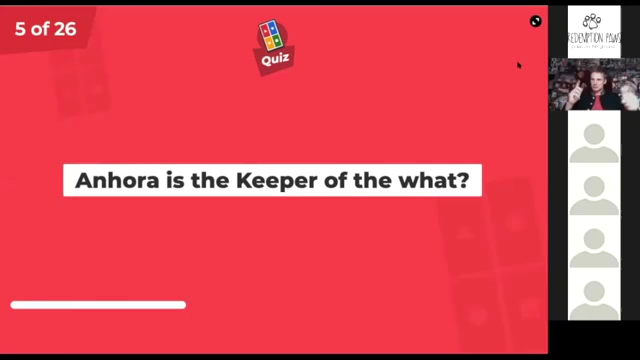 5 of 26
Quiz
Anhora is the Keeper of the what?
REDEMPTION PAWS